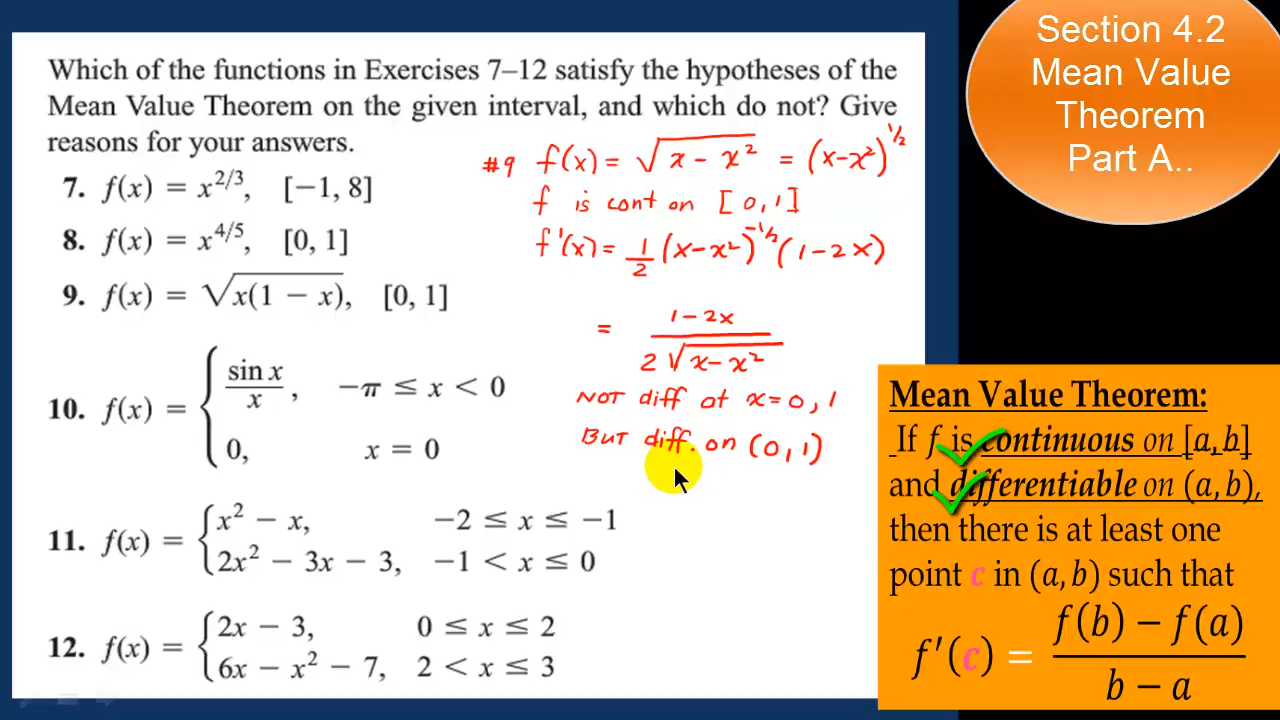 Section 4.2
Mean Value
Theorem
Part A..
Which of the functions in Exercises 7–12 satisfy the hypotheses of the
Mean Value Theorem on the given interval, and which do not? Give
reasons for your answers.
7. f(x) = x^{2/3}, [−1, 8]
8. f(x) = x^{4/5}, [0, 1]
9. f(x) = √(x(1 − x)), [0, 1]
10. f(x) = { sin x / x, −π ≤ x < 0
0, x = 0
11. f(x) = { x² − x, −2 ≤ x ≤ −1
2x² − 3x − 3, −1 < x ≤ 0
12. f(x) = { 2x − 3, 0 ≤ x ≤ 2
6x − x² − 7, 2 < x ≤ 3
#9 f(x) = √(x − x²) = (x−x²)^{1/2}
f is cont on [0,1]
f'(x) = 1/2 (x−x²)^{−1/2} (1−2x)
= 1−2x / 2√(x−x²)
NOT diff at x=0,1
BUT diff. on (0,1)
Mean Value Theorem:
If f is continuous on [a,b]
and differentiable on (a,b),
then there is at least one
point c in (a,b) such that
f′(c) = f(b) − f(a) / b − a